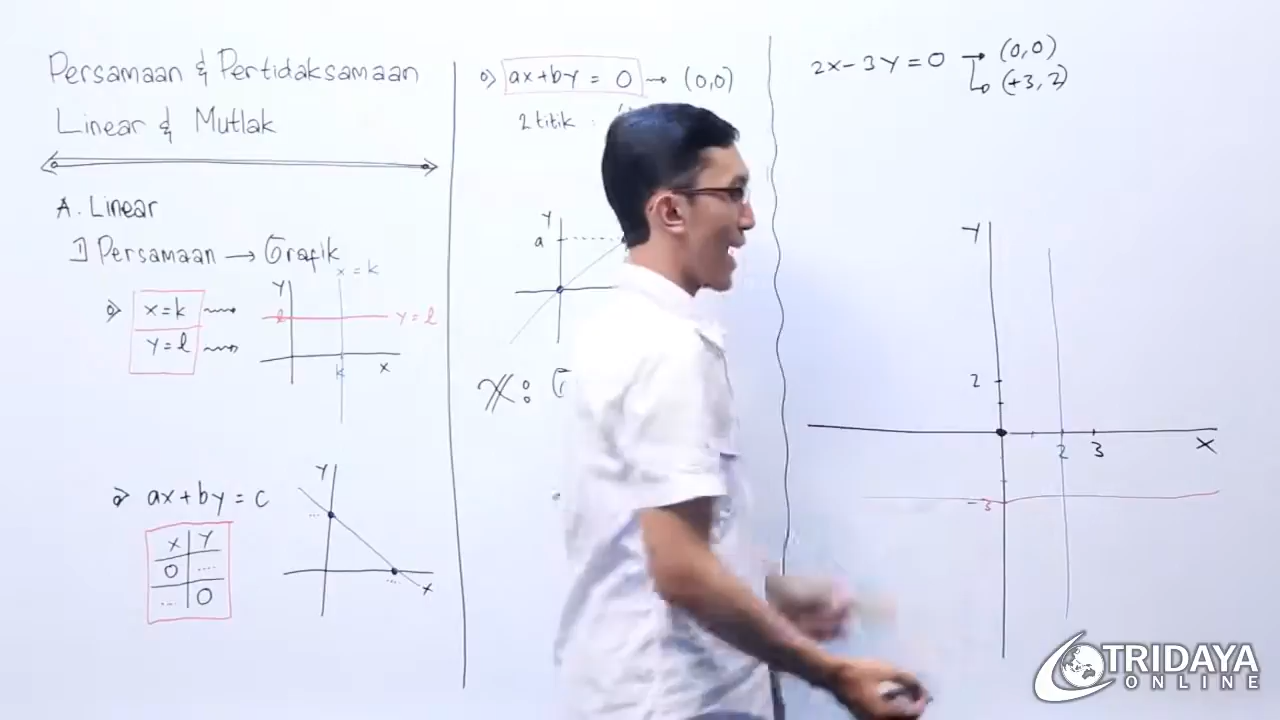 Persamaan & Pertidaksamaan
Linear & Mutlak
A. Linear
1) Persamaan → Grafik
x = k
y = l
Y
l
x = k
y = l
k
x
ax + by = c
x | y
0 | ....
.... | 0
Y
....
....
x
ax + by = 0 → (0,0)
2 titik :
Y
a
2x - 3y = 0 → (0,0)
(+3, 2)
Y
2
2
3
X
-3
TRIDAYA
ONLINE